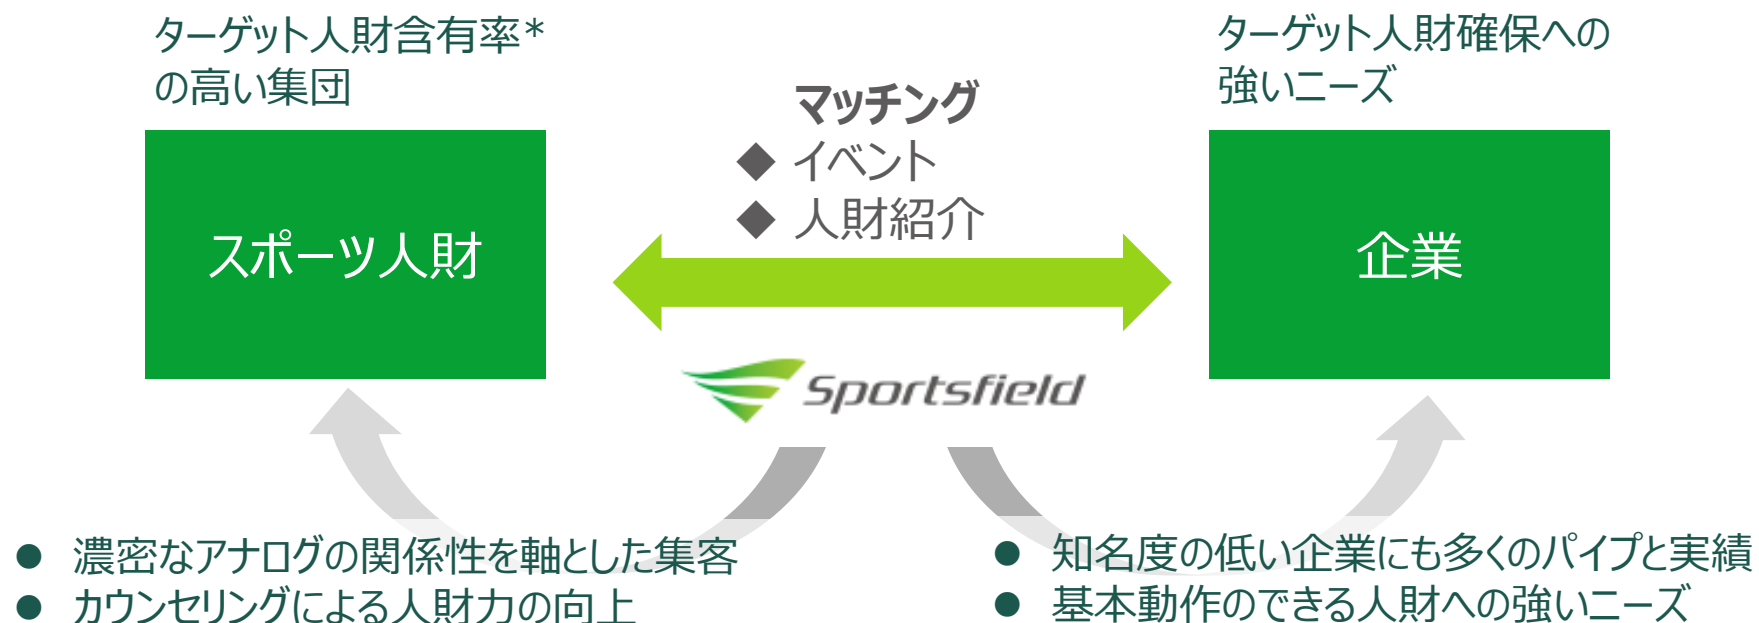 ターゲット人財含有率*
の高い集団
ターゲット人財確保への
強いニーズ
マッチング
◆ イベント
◆ 人財紹介
スポーツ人財
企業
Sportsfield
● 濃密なアナログの関係性を軸とした集客
● カウンセリングによる人財力の向上
● 知名度の低い企業にも多くのパイプと実績
● 基本動作のできる人財への強いニーズ